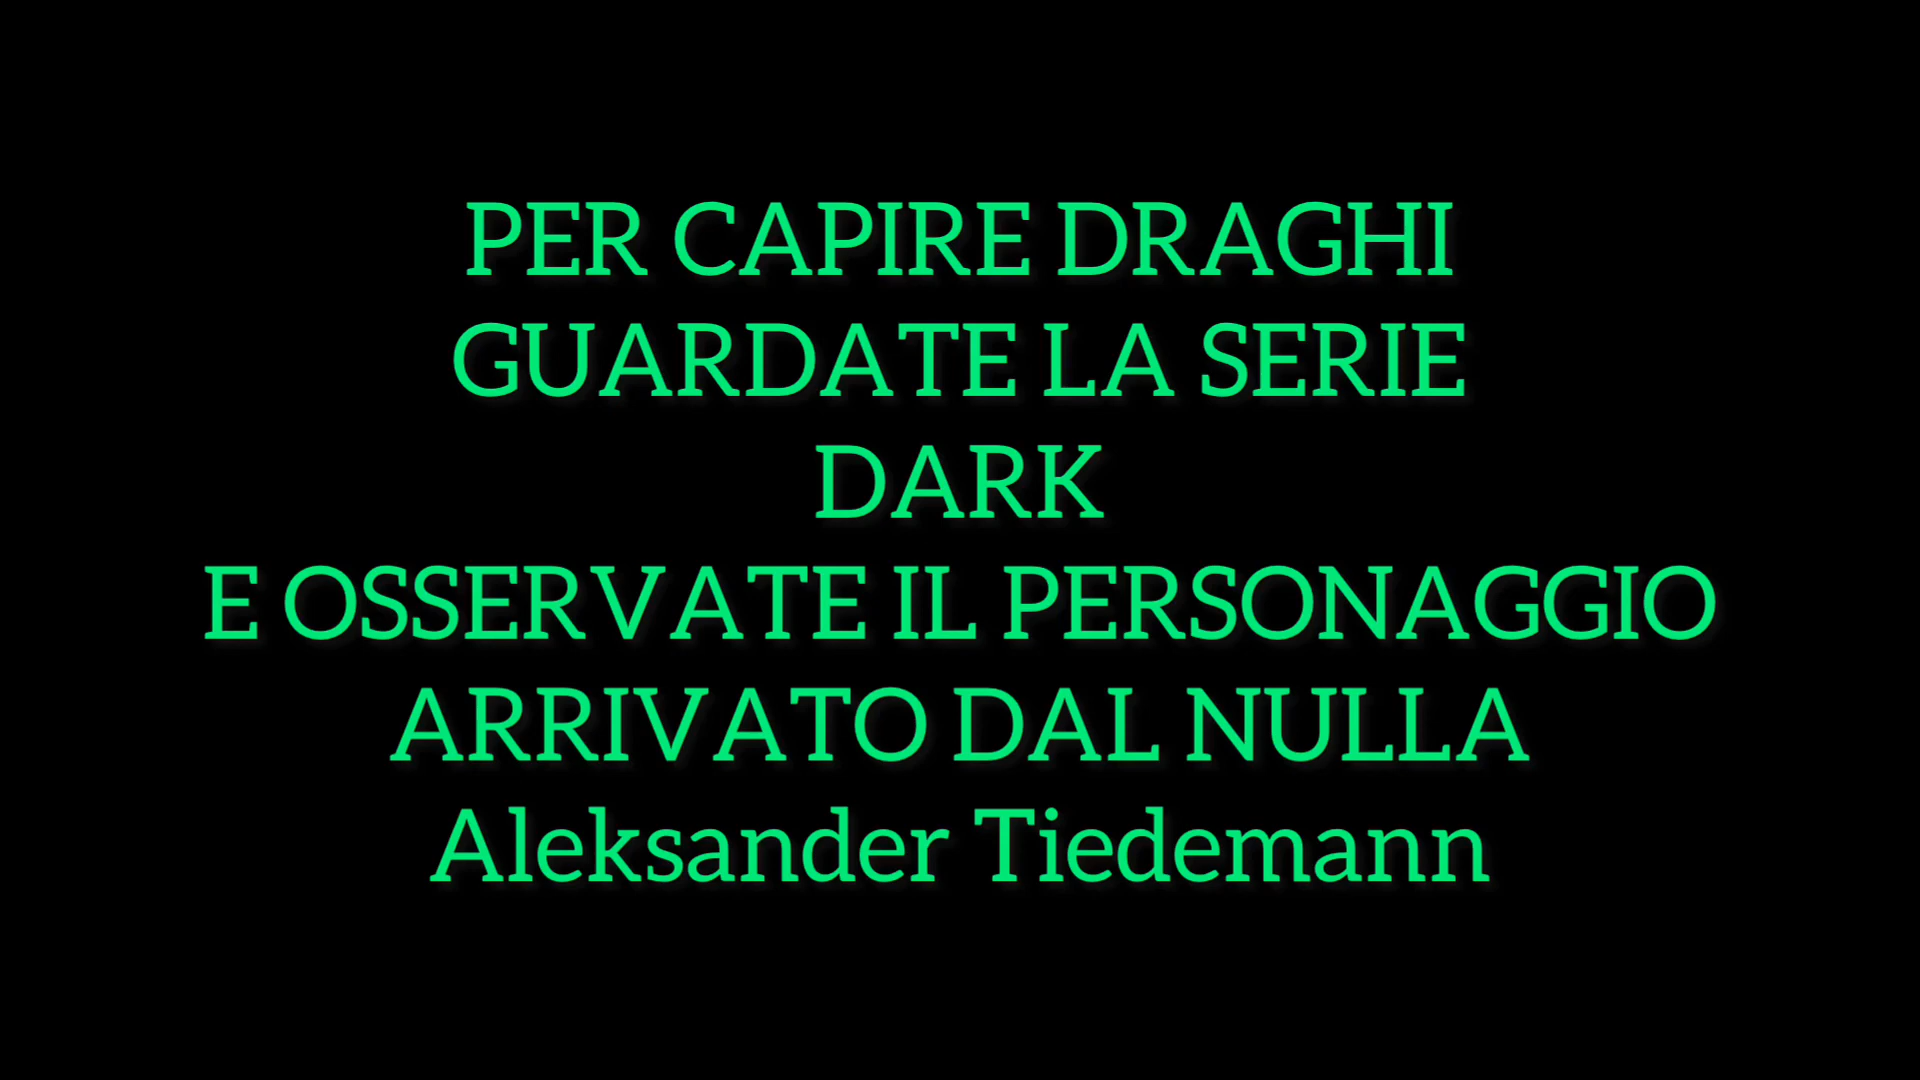 PER CAPIRE DRAGHI
GUARDATE LA SERIE
DARK
E OSSERVATE IL PERSONAGGIO
ARRIVATO DAL NULLA
Aleksander Tiedemann